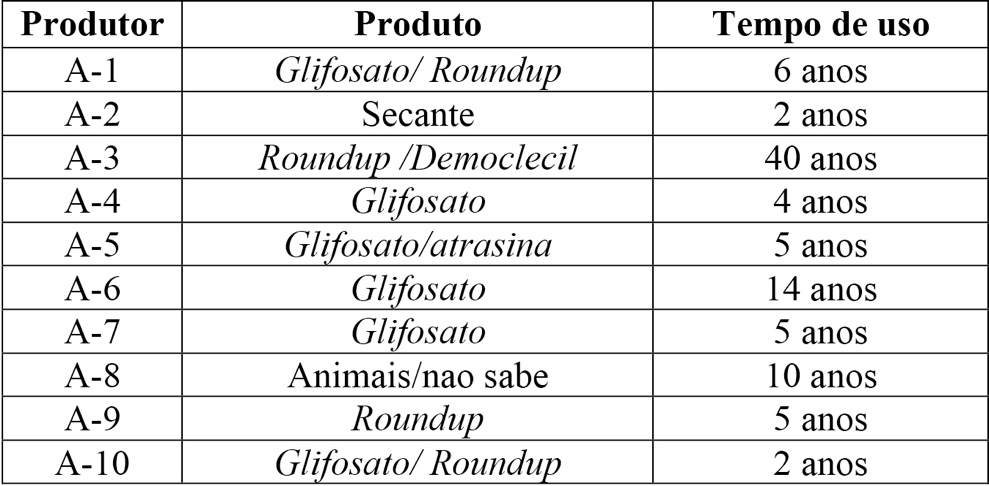 Produtor Produto Tempo de uso
A-1 Glifosato/ Roundup 6 anos
A-2 Secante 2 anos
A-3 Roundup /Democlecil 40 anos
A-4 Glifosato 4 anos
A-5 Glifosato/atrasina 5 anos
A-6 Glifosato 14 anos
A-7 Glifosato 5 anos
A-8 Animais/nao sabe 10 anos
A-9 Roundup 5 anos
A-10 Glifosato/ Roundup 2 anos